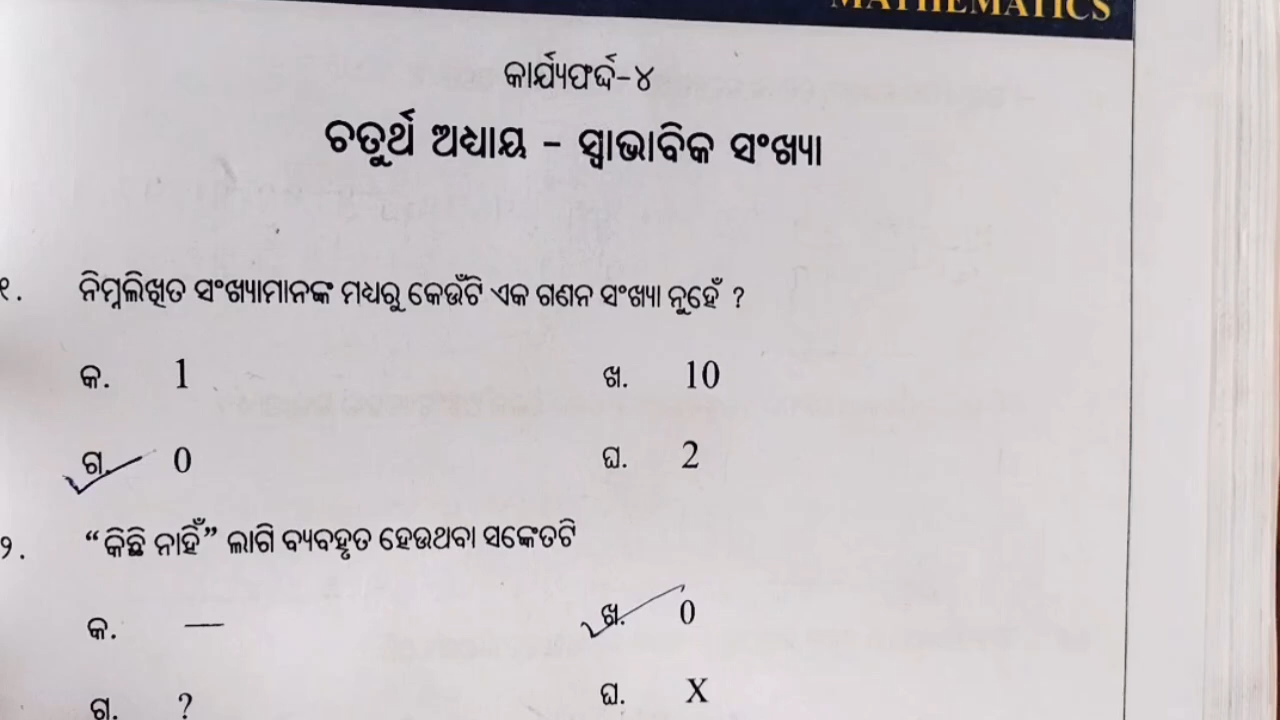 MATHEMATICS
କାର୍ଯ୍ୟଫର୍ଦ୍ଦ-୪
ଚତୁର୍ଥ ଅଧ୍ୟାୟ - ସ୍ୱାଭାବିକ ସଂଖ୍ୟା
୧. ନିମ୍ନଲିଖିତ ସଂଖ୍ୟାମାନଙ୍କ ମଧ୍ୟରୁ କେଉଁଟି ଏକ ଗଣନ ସଂଖ୍ୟା ନୁହେଁ ?
କ. 1 ଖ. 10
ଗ. 0 ଘ. 2
୨. “କିଛି ନାହିଁ” ଲାଗି ବ୍ୟବହୃତ ହେଉଥିବା ସଙ୍କେତଟି
କ. — ଖ. 0
ଗ. ? ଘ. X